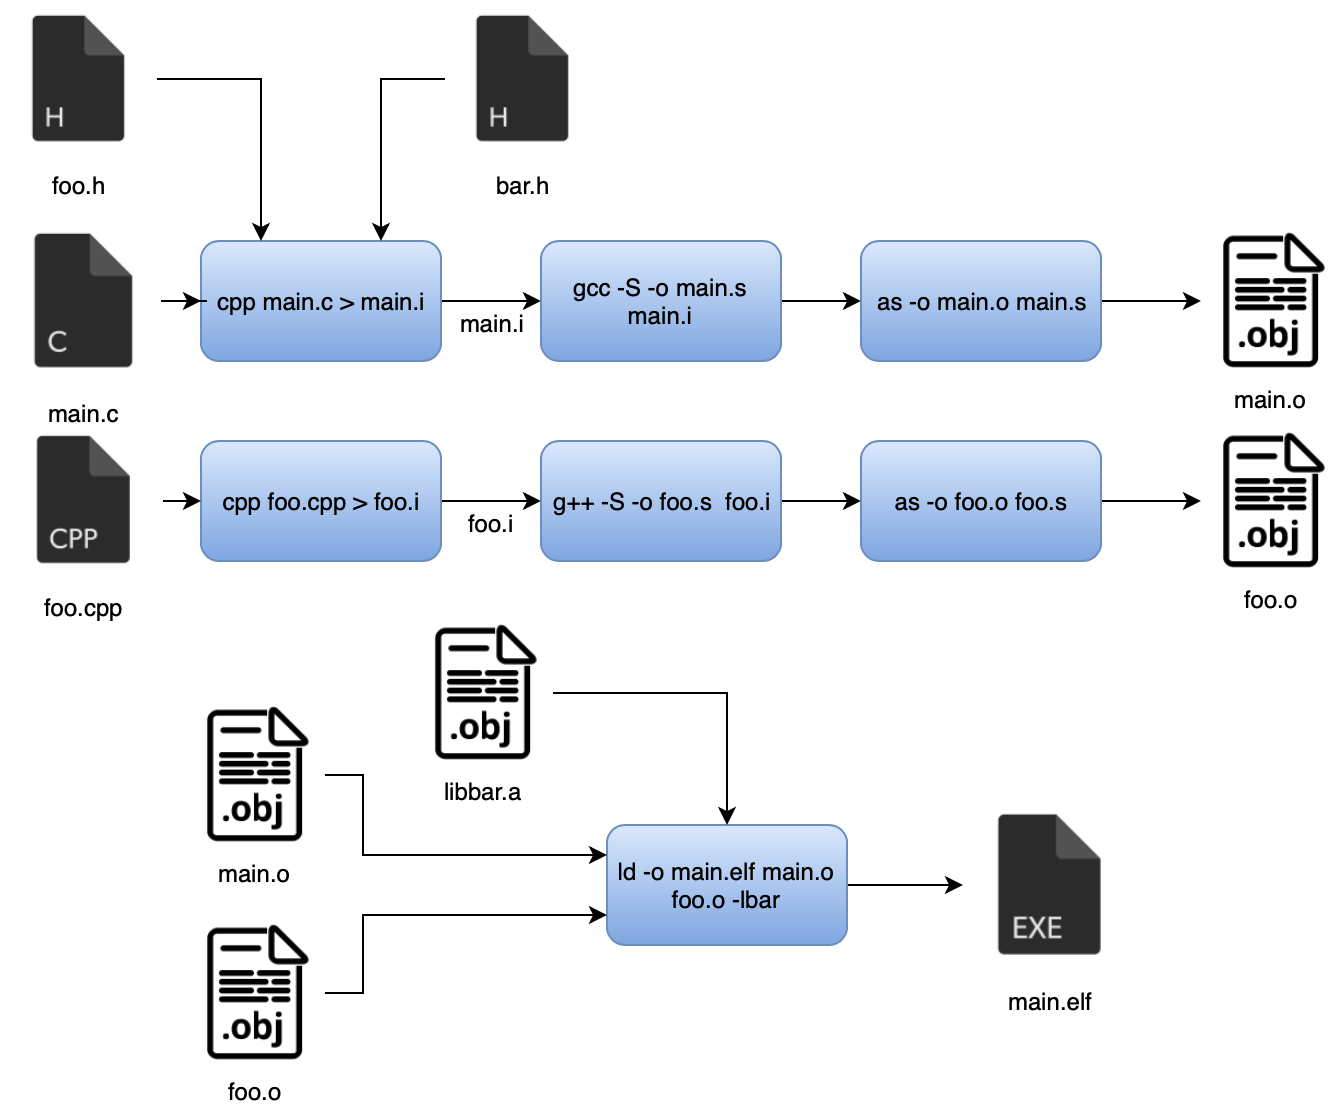 H
H
foo.h
bar.h
C
cpp main.c > main.i
main.i
gcc -S -o main.s
main.i
as -o main.o main.s
.obj
main.c
main.o
CPP
cpp foo.cpp > foo.i
foo.i
g++ -S -o foo.s  foo.i
as -o foo.o foo.s
.obj
foo.cpp
foo.o
.obj
libbar.a
.obj
main.o
ld -o main.elf main.o
foo.o -lbar
EXE
main.elf
.obj
foo.o